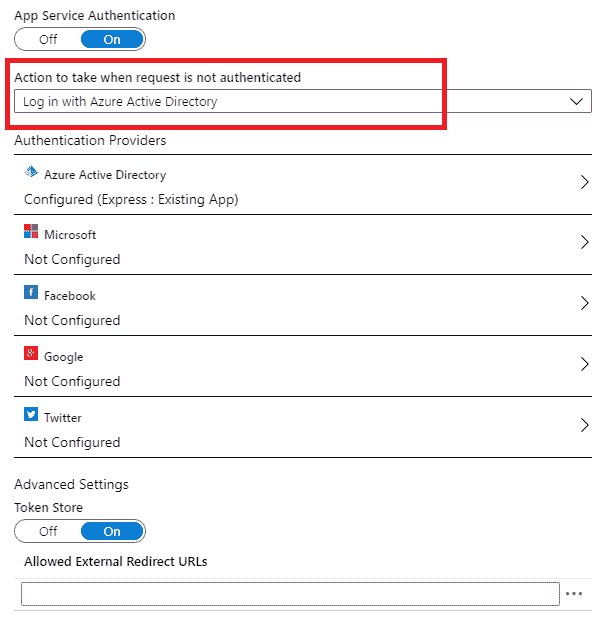 App Service Authentication
Off On
Action to take when request is not authenticated
Log in with Azure Active Directory
Authentication Providers
Azure Active Directory
Configured (Express : Existing App)
Microsoft
Not Configured
Facebook
Not Configured
Google
Not Configured
Twitter
Not Configured
Advanced Settings
Token Store
Off On
Allowed External Redirect URLs